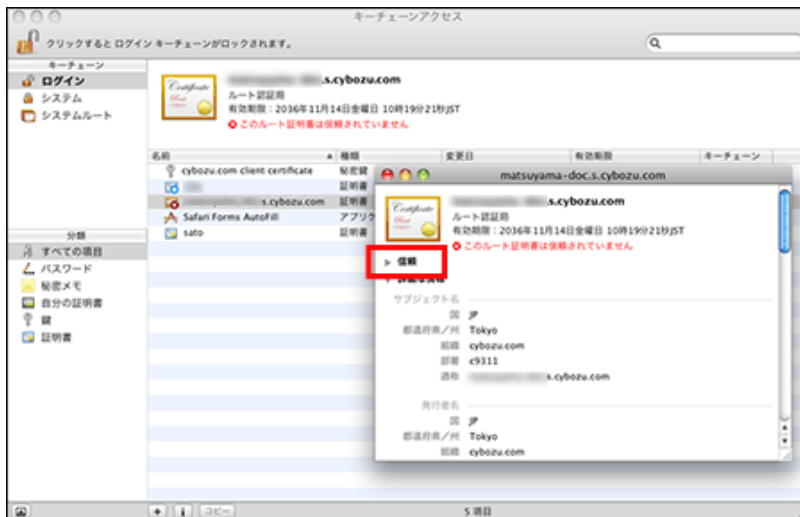 キーチェーンアクセス
クリックするとログインキーチェーンがロックされます。
キーチェーン
ログイン
システム
システムルート
分類
すべての項目
パスワード
秘密メモ
自分の証明書
鍵
証明書
.s.cybozu.com
ルート認証局
有効期限：2036年11月14日金曜日 10時19分21秒JST
このルート証明書は信頼されていません
名前 種類 変更日 有効期限 キーチェーン
cybozu.com client certificate 秘密鍵
証明書
s.cybozu.com 証明書
Safari Forms AutoFill アプリケ
sato 証明書
matsuyama-doc.s.cybozu.com
.s.cybozu.com
ルート認証局
有効期限：2036年11月14日金曜日 10時19分21秒JST
このルート証明書は信頼されていません
信頼
サブジェクト名
国 JP
都道府県／州 Tokyo
組織 cybozu.com
部署 c9311
通称 s.cybozu.com
発行者名
国 JP
都道府県／州 Tokyo
組織 cybozu.com
コピー
5 項目